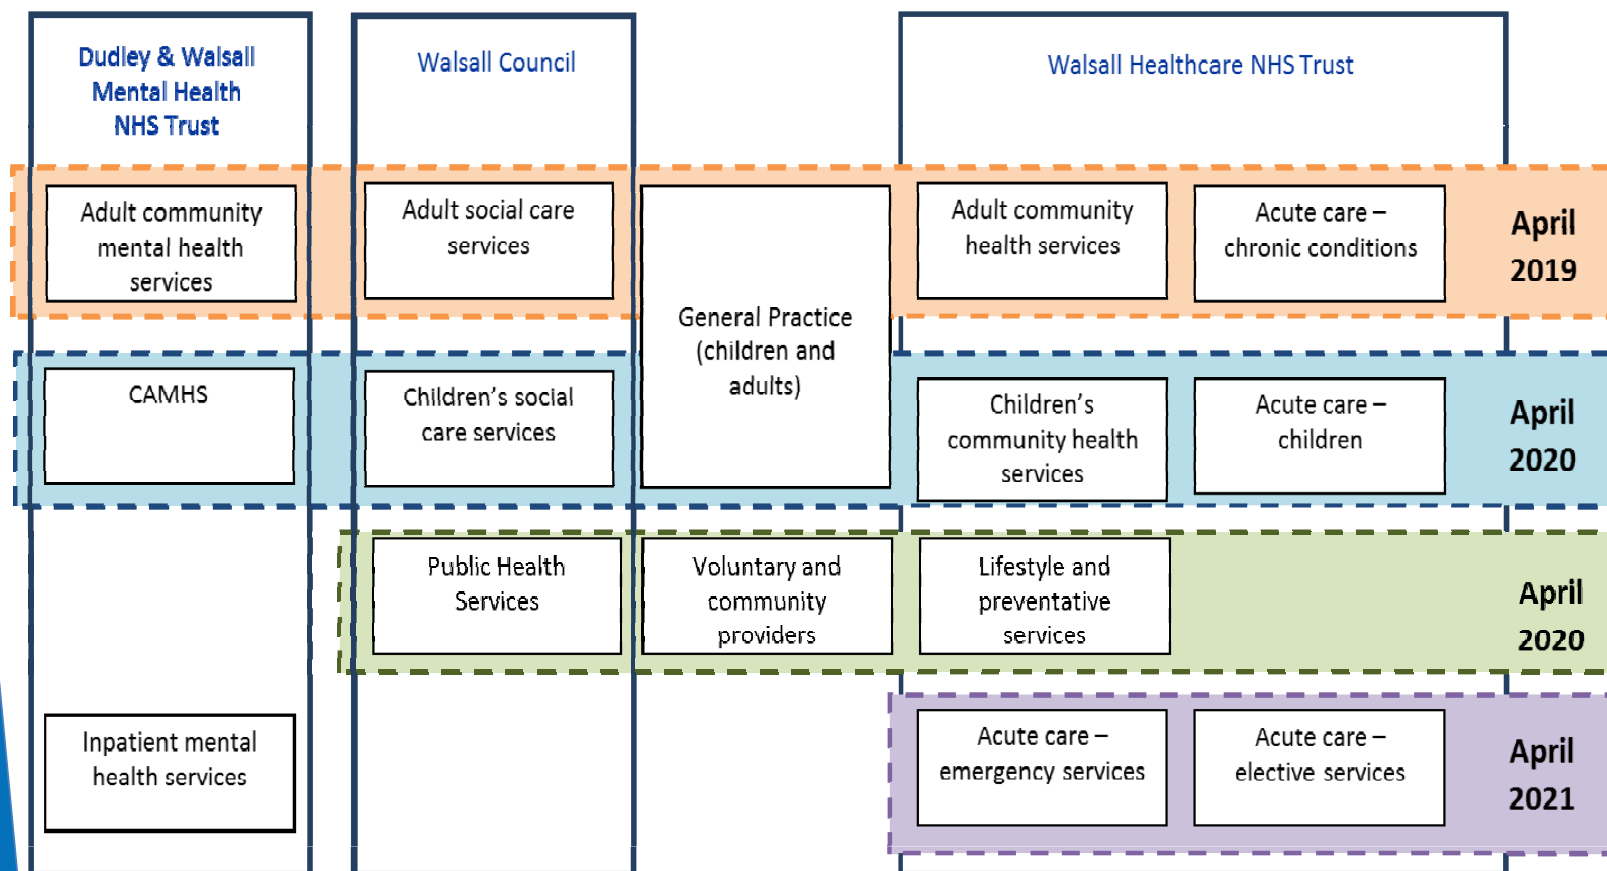 Dudley & Walsall
Mental Health
NHS Trust
Walsall Council
Walsall Healthcare NHS Trust
Adult community
mental health
services
Adult social care
services
General Practice
(children and
adults)
Adult community
health services
Acute care –
chronic conditions
April
2019
CAMHS
Children's social
care services
Children's
community health
services
Acute care –
children
April
2020
Public Health
Services
Voluntary and
community
providers
Lifestyle and
preventative
services
April
2020
Inpatient mental
health services
Acute care –
emergency services
Acute care –
elective services
April
2021